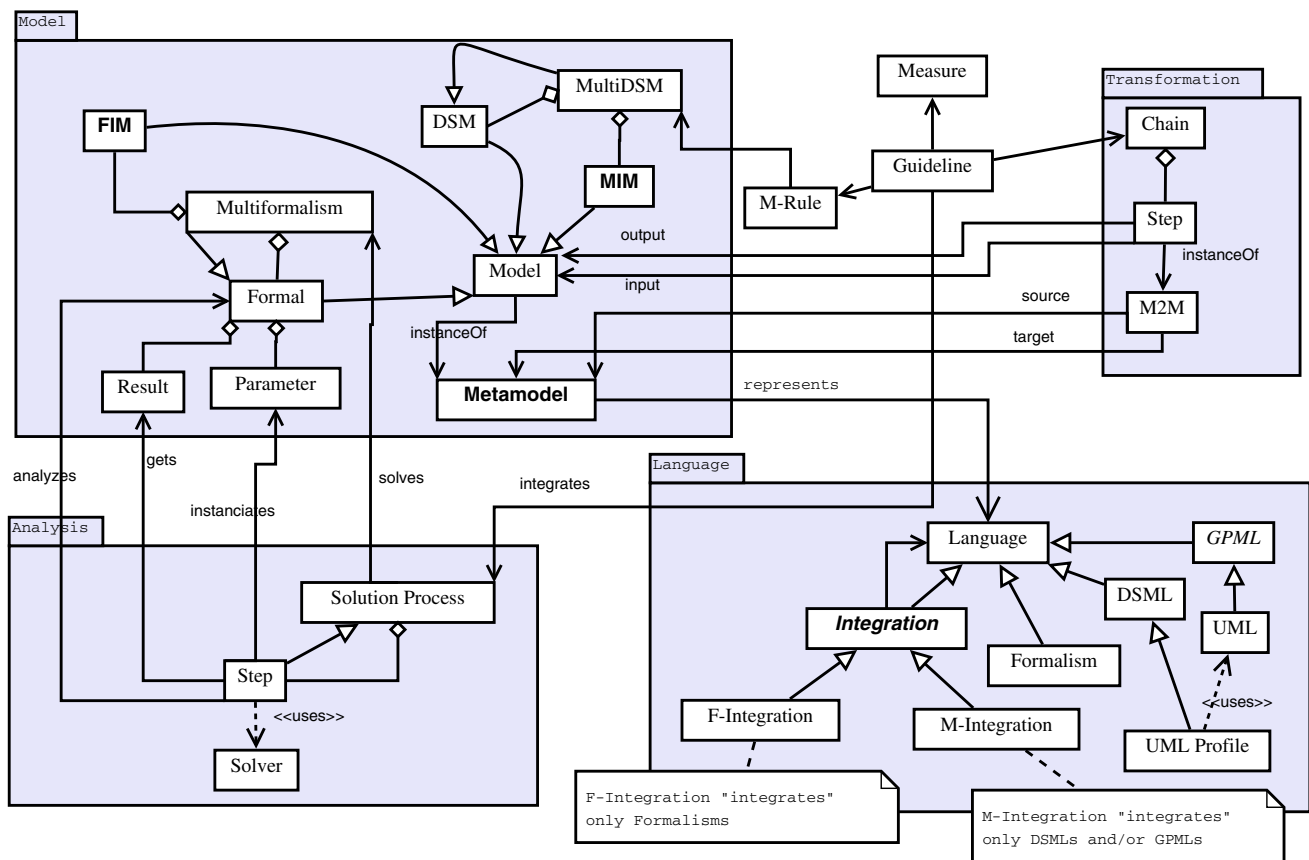 Model
MultiDSM
DSM
FIM
MIM
Multiformalism
Model
Formal
instanceOf
Result
Parameter
Metamodel
Measure
Guideline
M-Rule
Transformation
Chain
Step
instanceOf
M2M
output
input
source
target
represents
analyzes
gets
instanciates
solves
integrates
Analysis
Solution Process
Step
<<uses>>
Solver
Language
Language
GPML
DSML
UML
Integration
Formalism
<<uses>>
F-Integration
M-Integration
UML Profile
F-Integration "integrates"
only Formalisms
M-Integration "integrates"
only DSMLs and/or GPMLs